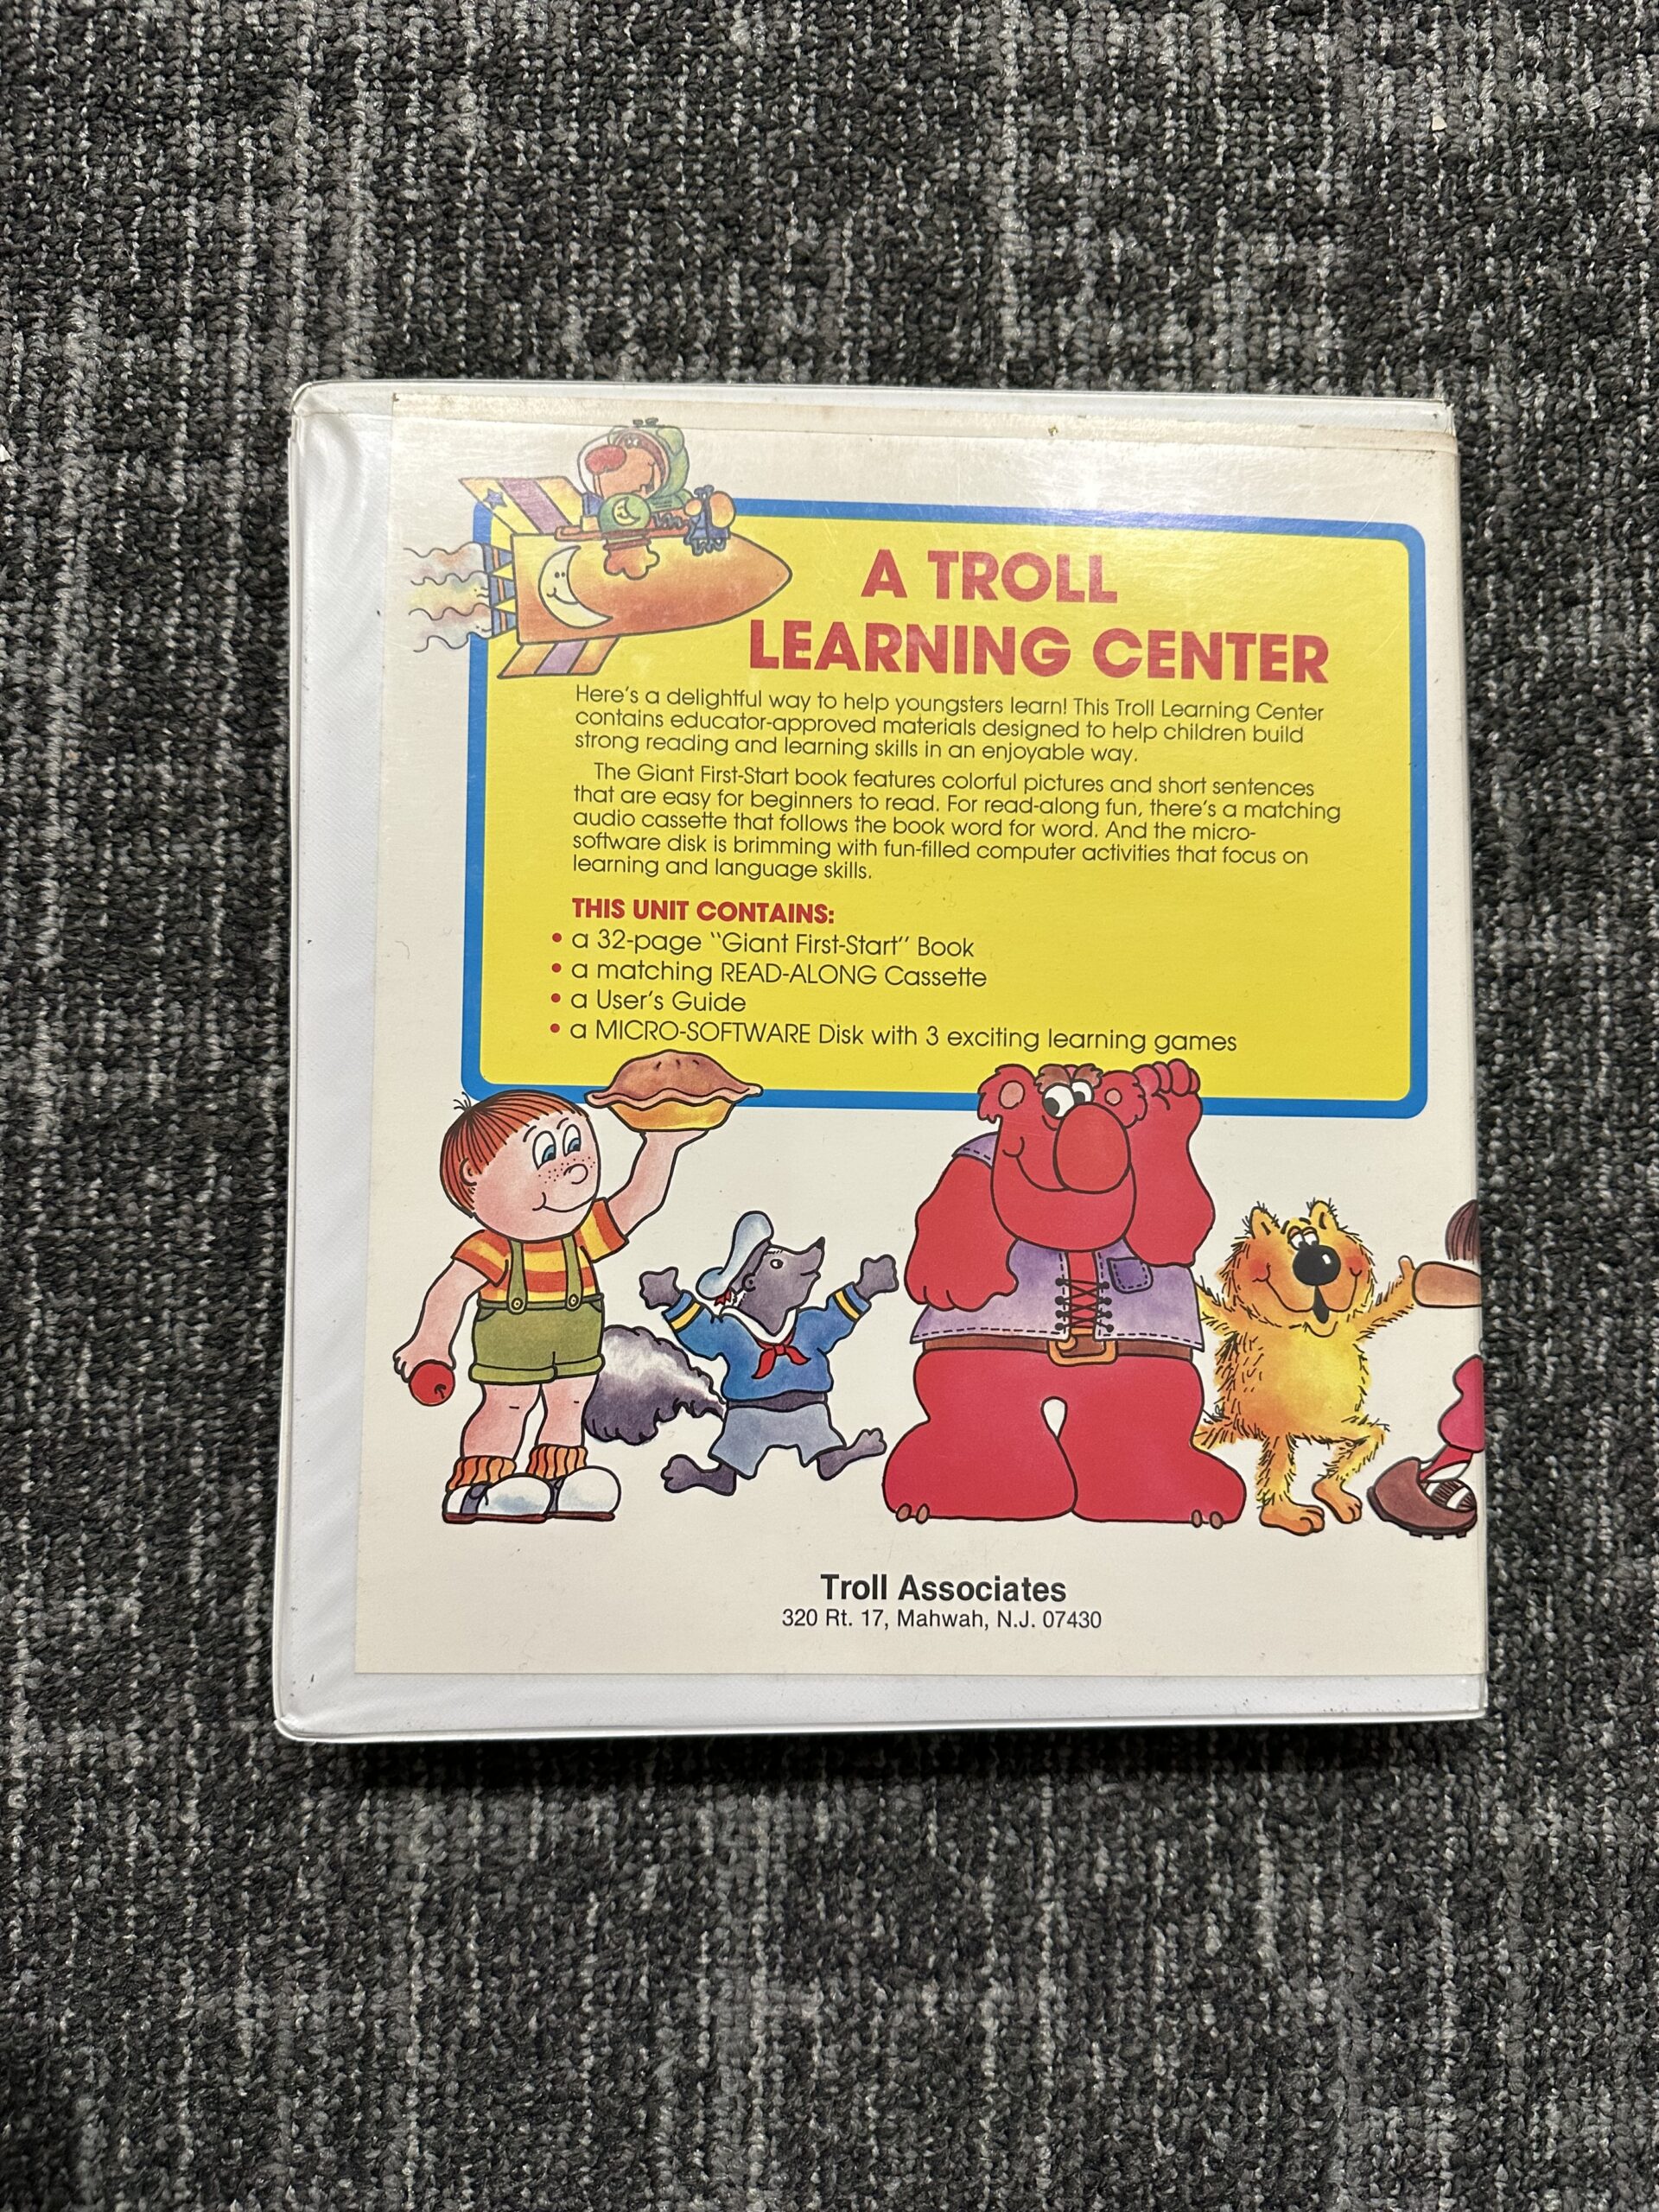 A TROLL
LEARNING CENTER
Here's a delightful way to help youngsters learn! This Troll Learning Center
contains educator-approved materials designed to help children build
strong reading and learning skills in an enjoyable way.
The Giant First-Start book features colorful pictures and short sentences
that are easy for beginners to read. For read-along fun, there's a matching
audio cassette that follows the book word for word. And the micro-
software disk is brimming with fun-filled computer activities that focus on
learning and language skills.
THIS UNIT CONTAINS:
• a 32-page "Giant First-Start" Book
• a matching READ-ALONG Cassette
• a User's Guide
• a MICRO-SOFTWARE Disk with 3 exciting learning games
Troll Associates
320 Rt. 17, Mahwah, N.J. 07430